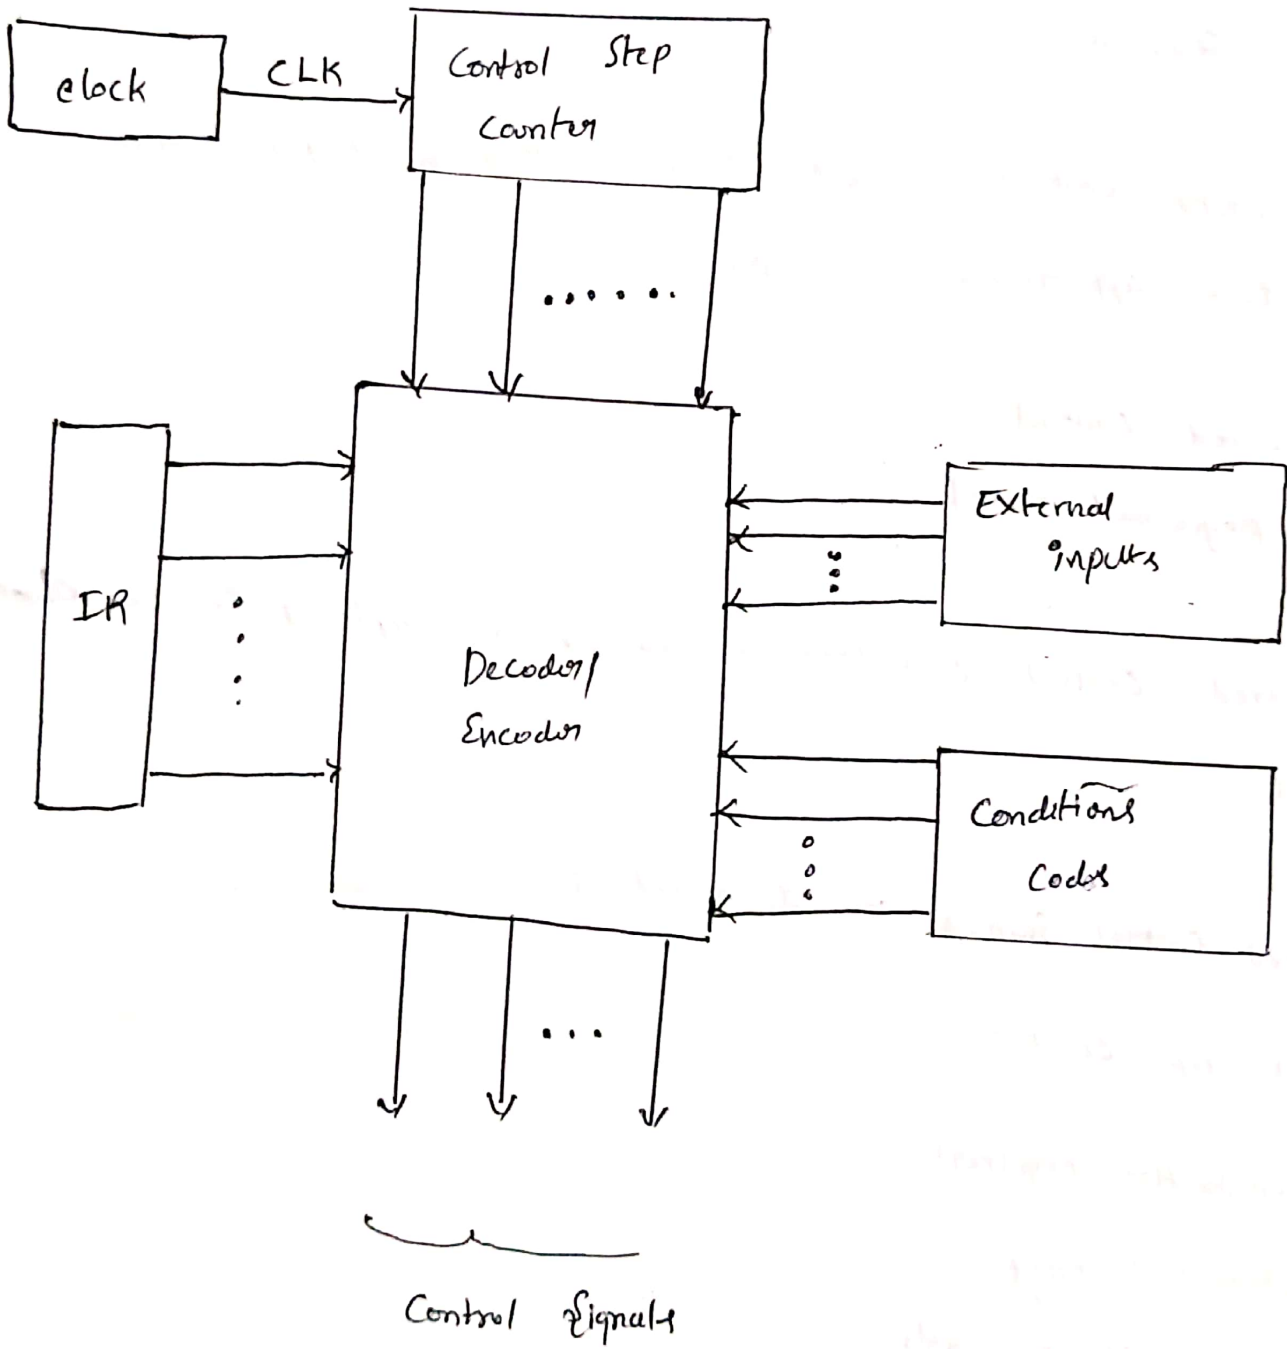 clock
CLK
Control Step
Counter
IR
Decoder/
Encoder
External
inputs
Conditions
Codes
Control Signals